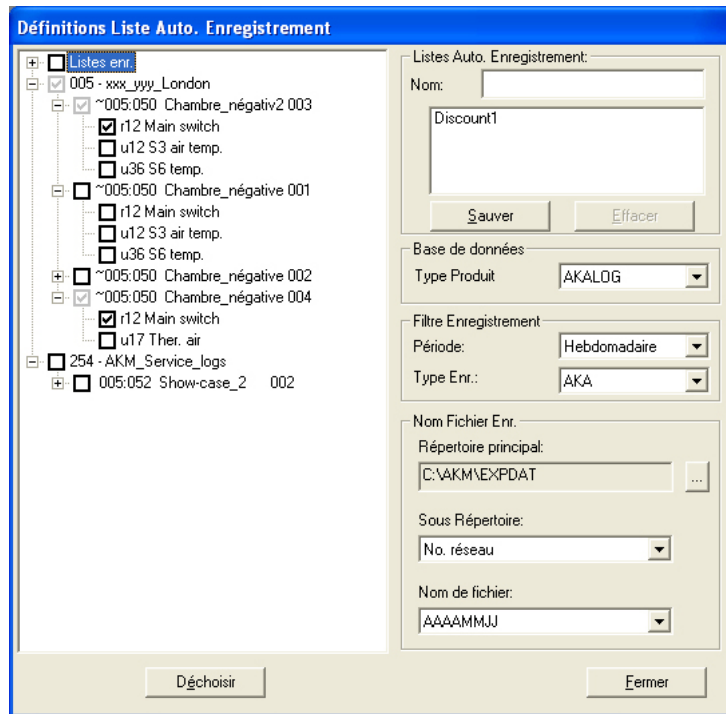 Définitions Liste Auto. Enregistrement
Listes enr.
005 - xxx_yyy_London
~005:050 Chambre_négativ2 003
r12 Main switch
u12 S3 air temp.
u36 S6 temp.
~005:050 Chambre_négative 001
r12 Main switch
u12 S3 air temp.
u36 S6 temp.
~005:050 Chambre_négative 002
~005:050 Chambre_négative 004
r12 Main switch
u17 Ther. air
254 - AKM_Service_logs
005:052 Show-case_2 002
Listes Auto. Enregistrement:
Nom:
Discount1
Sauver
Effacer
Base de données
Type Produit
AKALOG
Filtre Enregistrement
Période:
Hebdomadaire
Type Enr.:
AKA
Nom Fichier Enr.
Répertoire principal:
C:\AKM\EXPDAT
...
Sous Répertoire:
No. réseau
Nom de fichier:
AAAAMMJJ
Déchoisir
Fermer